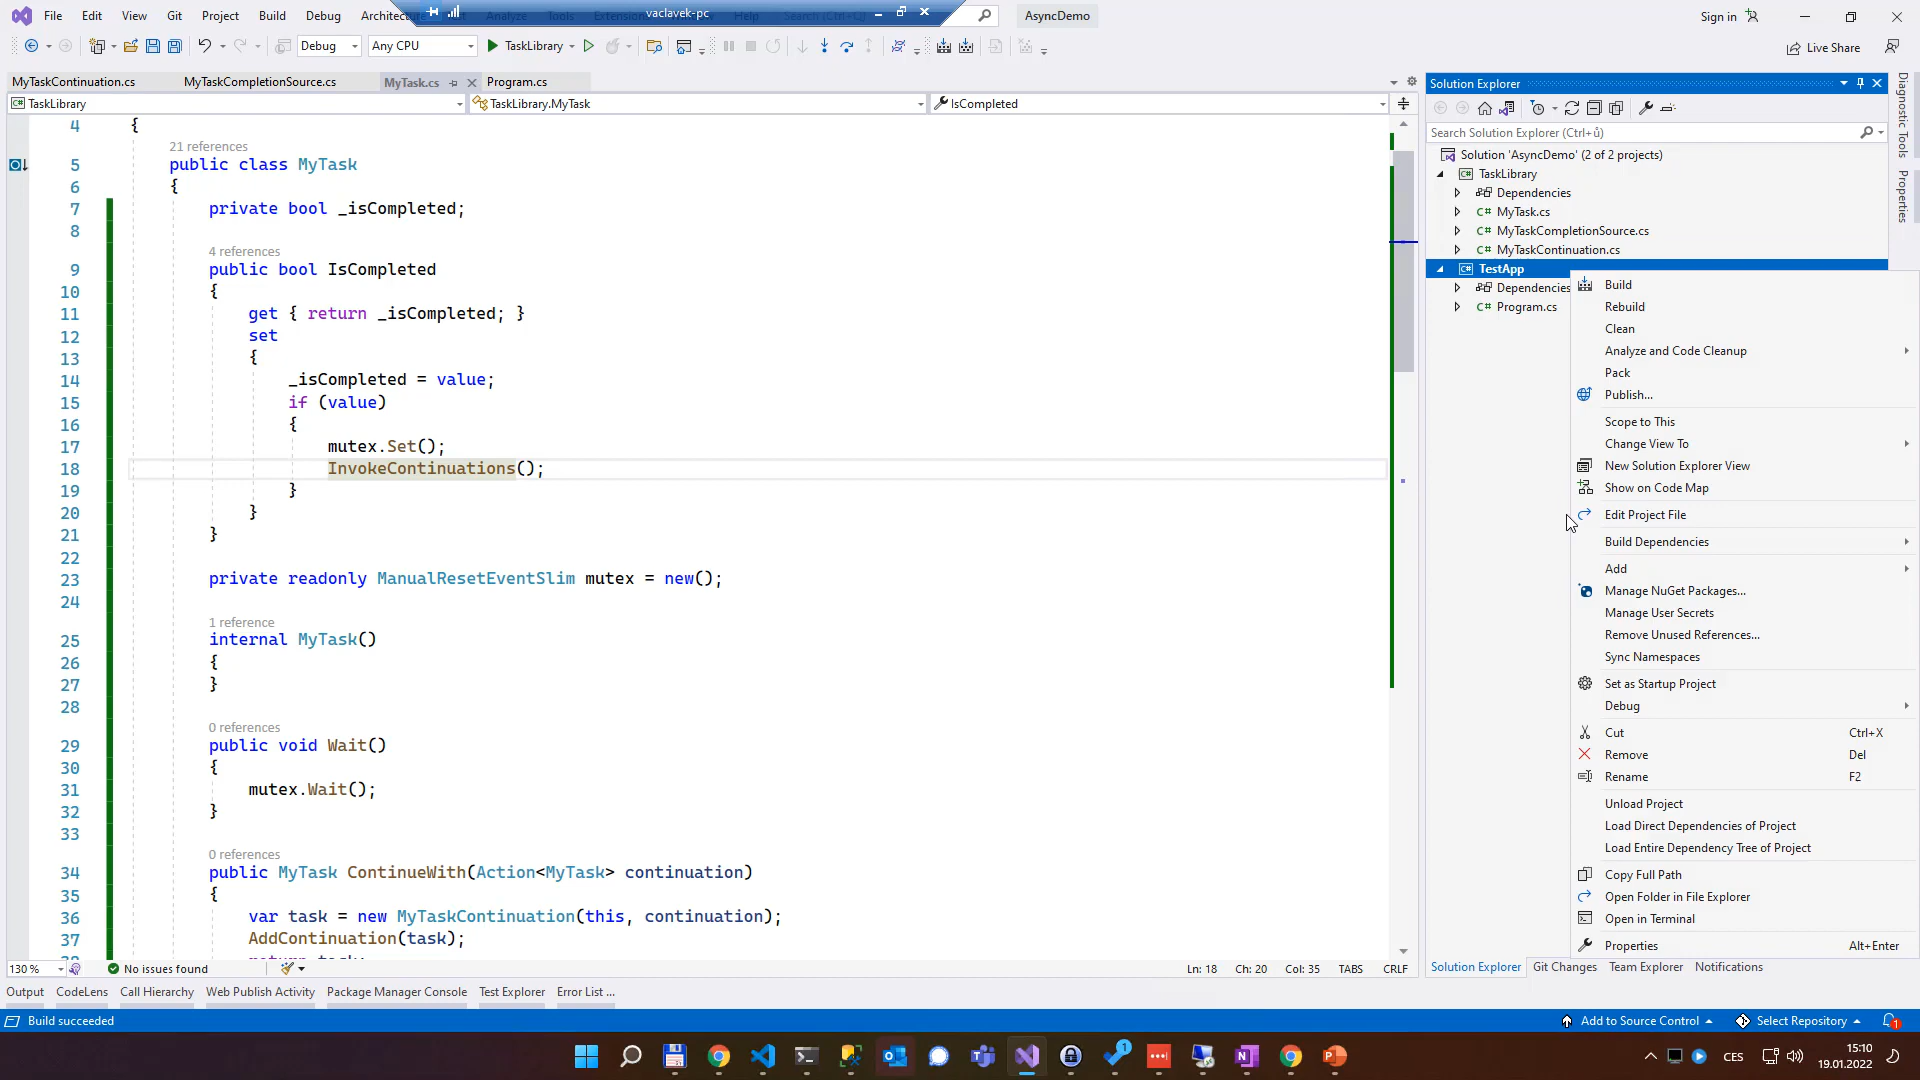 File Edit View Git Project Build Debug vaclavek-pc AsyncDemo Sign in
Debug Any CPU TaskLibrary Live Share
MyTaskContinuation.cs MyTaskCompletionSource.cs MyTask.cs Program.cs
TaskLibrary TaskLibrary.MyTask IsCompleted
4 {
21 references
5 public class MyTask
6 {
7 private bool _isCompleted;
8
4 references
9 public bool IsCompleted
10 {
11 get { return _isCompleted; }
12 set
13 {
14 _isCompleted = value;
15 if (value)
16 {
17 mutex.Set();
18 InvokeContinuations();
19 }
20 }
21 }
22
23 private readonly ManualResetEventSlim mutex = new();
24
1 reference
25 internal MyTask()
26 {
27 }
28
0 references
29 public void Wait()
30 {
31 mutex.Wait();
32 }
33
0 references
34 public MyTask ContinueWith(Action<MyTask> continuation)
35 {
36 var task = new MyTaskContinuation(this, continuation);
37 AddContinuation(task);
130 % No issues found Ln: 18 Ch: 20 Col: 35 TABS CRLF
Solution Explorer
Search Solution Explorer (Ctrl+ů)
Solution 'AsyncDemo' (2 of 2 projects)
TaskLibrary
Dependencies
C# MyTask.cs
C# MyTaskCompletionSource.cs
C# MyTaskContinuation.cs
TestApp
Dependencies
C# Program.cs
Build
Rebuild
Clean
Analyze and Code Cleanup
Pack
Publish...
Scope to This
Change View To
New Solution Explorer View
Show on Code Map
Edit Project File
Build Dependencies
Add
Manage NuGet Packages...
Manage User Secrets
Remove Unused References...
Sync Namespaces
Set as Startup Project
Debug
Cut Ctrl+X
Remove Del
Rename F2
Unload Project
Load Direct Dependencies of Project
Load Entire Dependency Tree of Project
Copy Full Path
Open Folder in File Explorer
Open in Terminal
Properties Alt+Enter
Solution Explorer Git Changes Team Explorer Notifications
Diagnostic Tools
Properties
Output CodeLens Call Hierarchy Web Publish Activity Package Manager Console Test Explorer Error List ...
Build succeeded Add to Source Control Select Repository 1
1 CES 15:10
19.01.2022